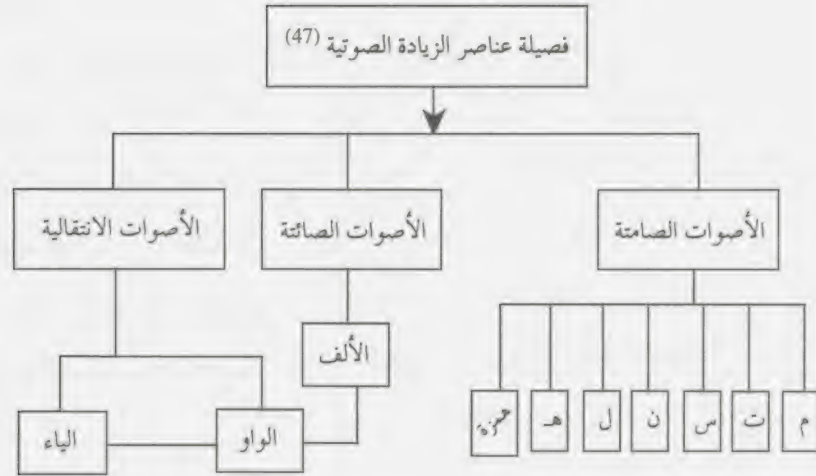 فصيلة عناصر الزيادة الصوتية (47)
الأصوات الصامتة
الأصوات الصائتة
الأصوات الانتقالية
م
ت
س
ن
ل
هـ
همزة
الألف
الواو
الياء